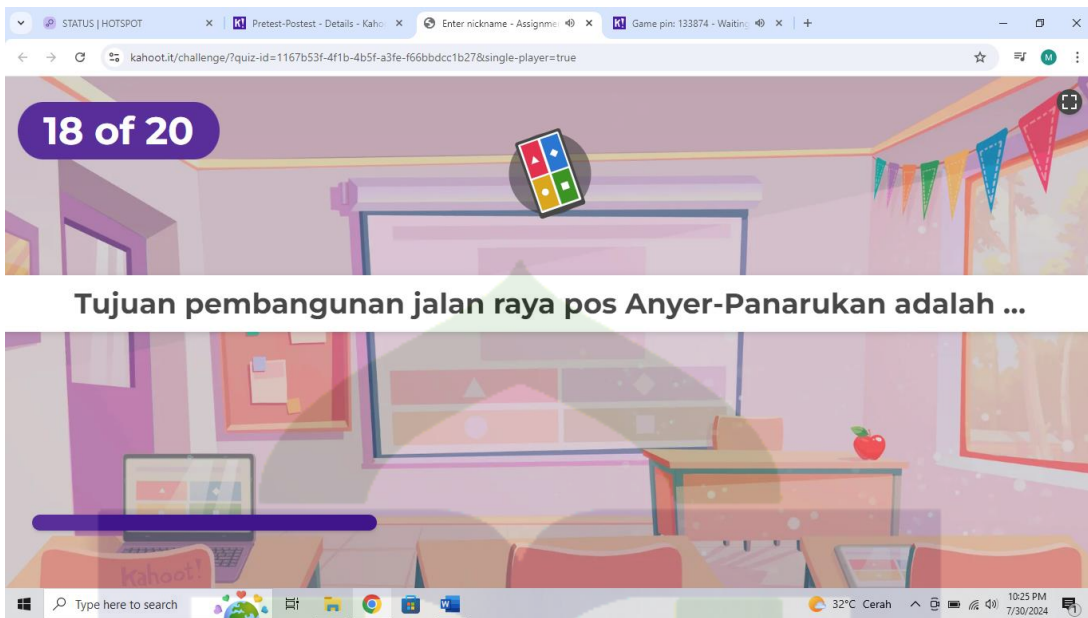 STATUS | HOTSPOT
Pretest-Postest - Details - Kaho
Enter nickname - Assignme
Game pin: 133874 - Waiting
kahoot.it/challenge/?quiz-id=1167b53f-4f1b-4b5f-a3fe-f66bbdcc1b27&single-player=true
M
18 of 20
Tujuan pembangunan jalan raya pos Anyer-Panarukan adalah ...
Kahoot!
Type here to search
32°C Cerah
10:25 PM
7/30/2024